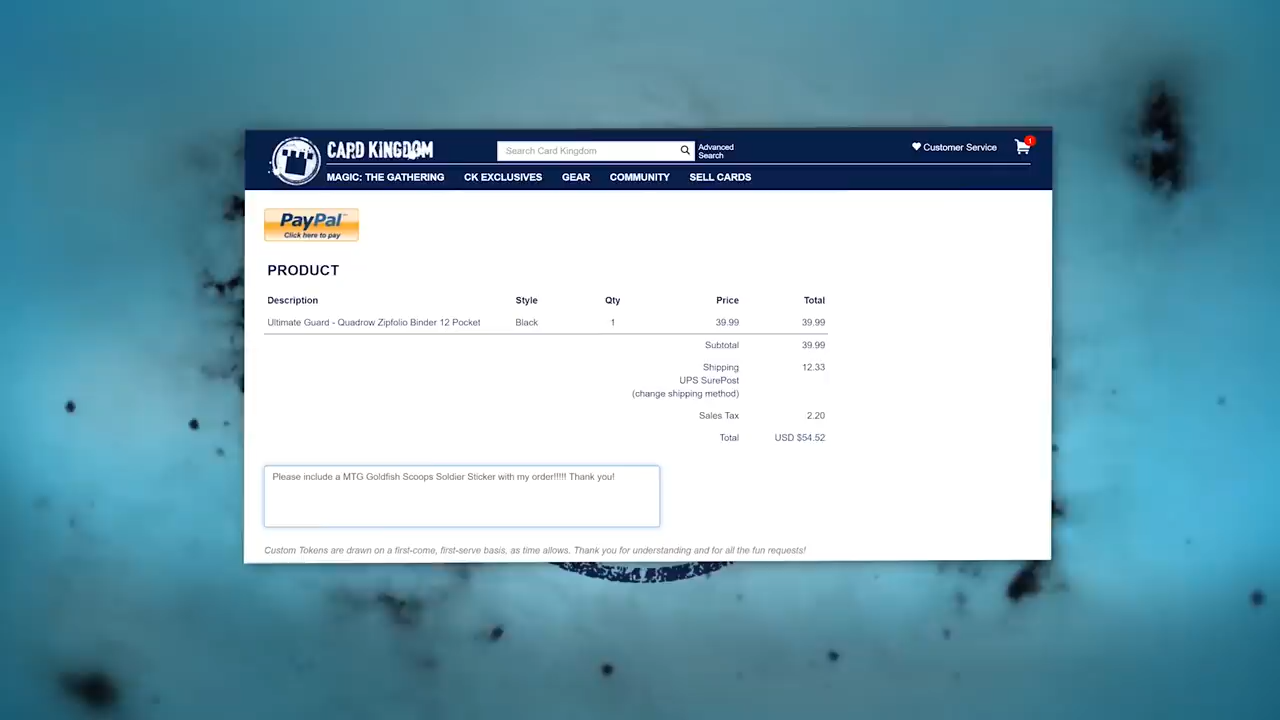 CARD KINGDOM
Search Card Kingdom
Advanced
Search
Customer Service
1
MAGIC: THE GATHERING CK EXCLUSIVES GEAR COMMUNITY SELL CARDS
PayPal™
Click here to pay
PRODUCT
Description Style Qty Price Total
Ultimate Guard - Quadrow Zipfolio Binder 12 Pocket Black 1 39.99 39.99
Subtotal 39.99
Shipping 12.33
UPS SurePost
(change shipping method)
Sales Tax 2.20
Total USD $54.52
Please include a MTG Goldfish Scoops Soldier Sticker with my order!!!!! Thank you!
Custom Tokens are drawn on a first-come, first-serve basis, as time allows. Thank you for understanding and for all the fun requests!